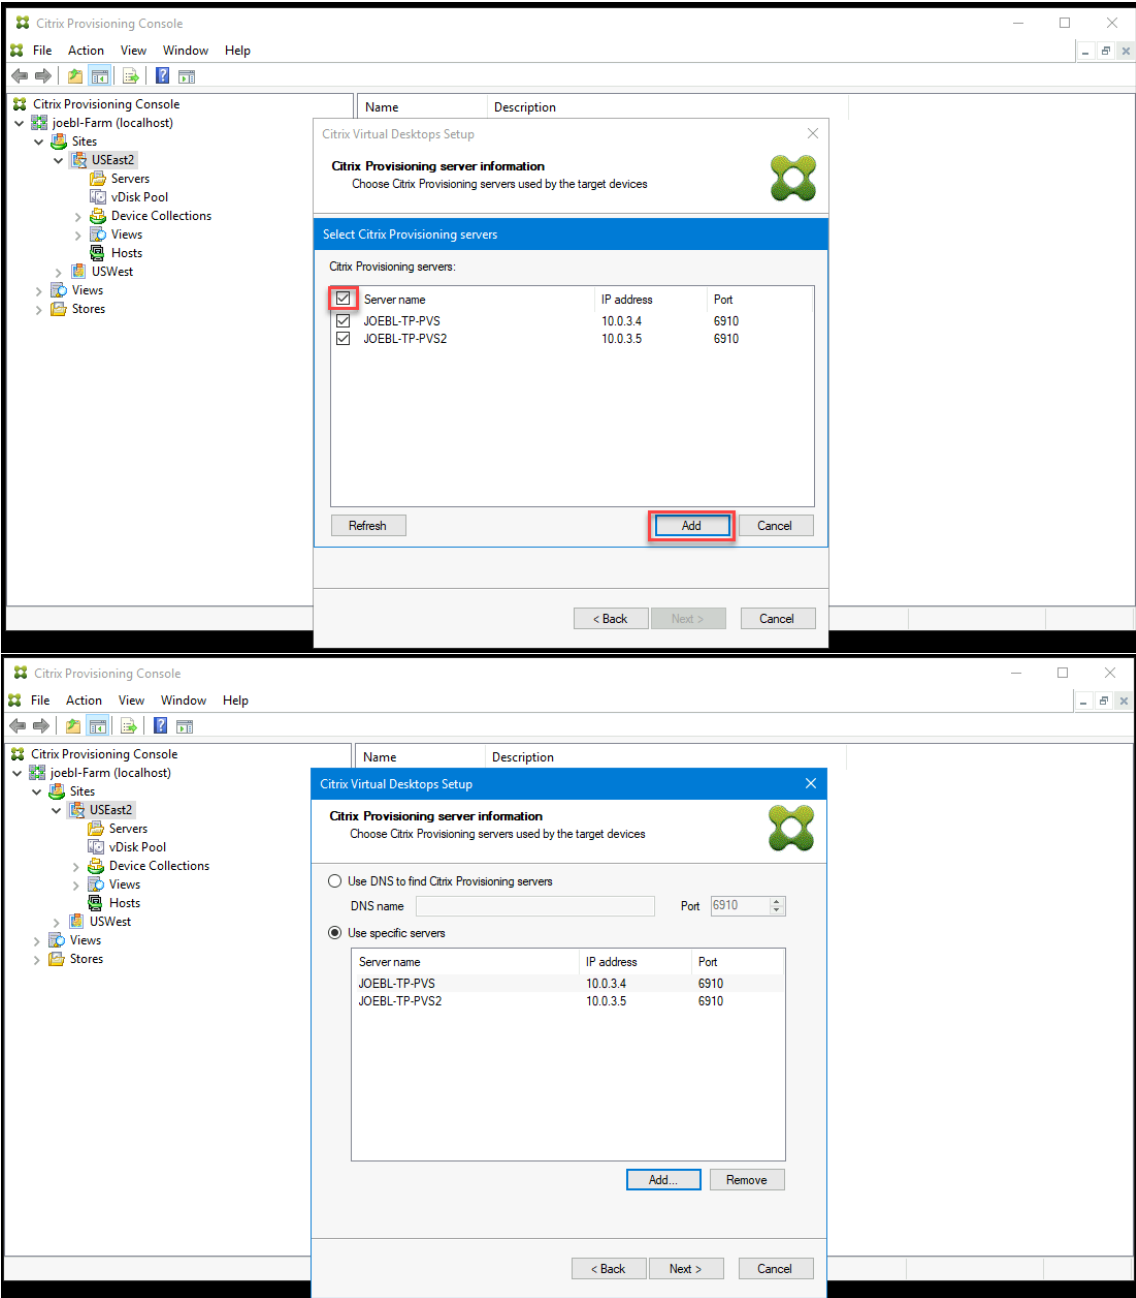 Citrix Provisioning Console
File Action View Window Help
Citrix Provisioning Console
joebl-Farm (localhost)
Sites
USEast2
Servers
vDisk Pool
Device Collections
Views
Hosts
USWest
Views
Stores
Name Description
Citrix Virtual Desktops Setup
Citrix Provisioning server information
Choose Citrix Provisioning servers used by the target devices
Select Citrix Provisioning servers
Citrix Provisioning servers:
Server name IP address Port
JOEBL-TP-PVS 10.0.3.4 6910
JOEBL-TP-PVS2 10.0.3.5 6910
Refresh Add Cancel
< Back Next > Cancel
Citrix Provisioning Console
File Action View Window Help
Citrix Provisioning Console
joebl-Farm (localhost)
Sites
USEast2
Servers
vDisk Pool
Device Collections
Views
Hosts
USWest
Views
Stores
Name Description
Citrix Virtual Desktops Setup
Citrix Provisioning server information
Choose Citrix Provisioning servers used by the target devices
Use DNS to find Citrix Provisioning servers
DNS name Port 6910
Use specific servers
Server name IP address Port
JOEBL-TP-PVS 10.0.3.4 6910
JOEBL-TP-PVS2 10.0.3.5 6910
Add... Remove
< Back Next > Cancel